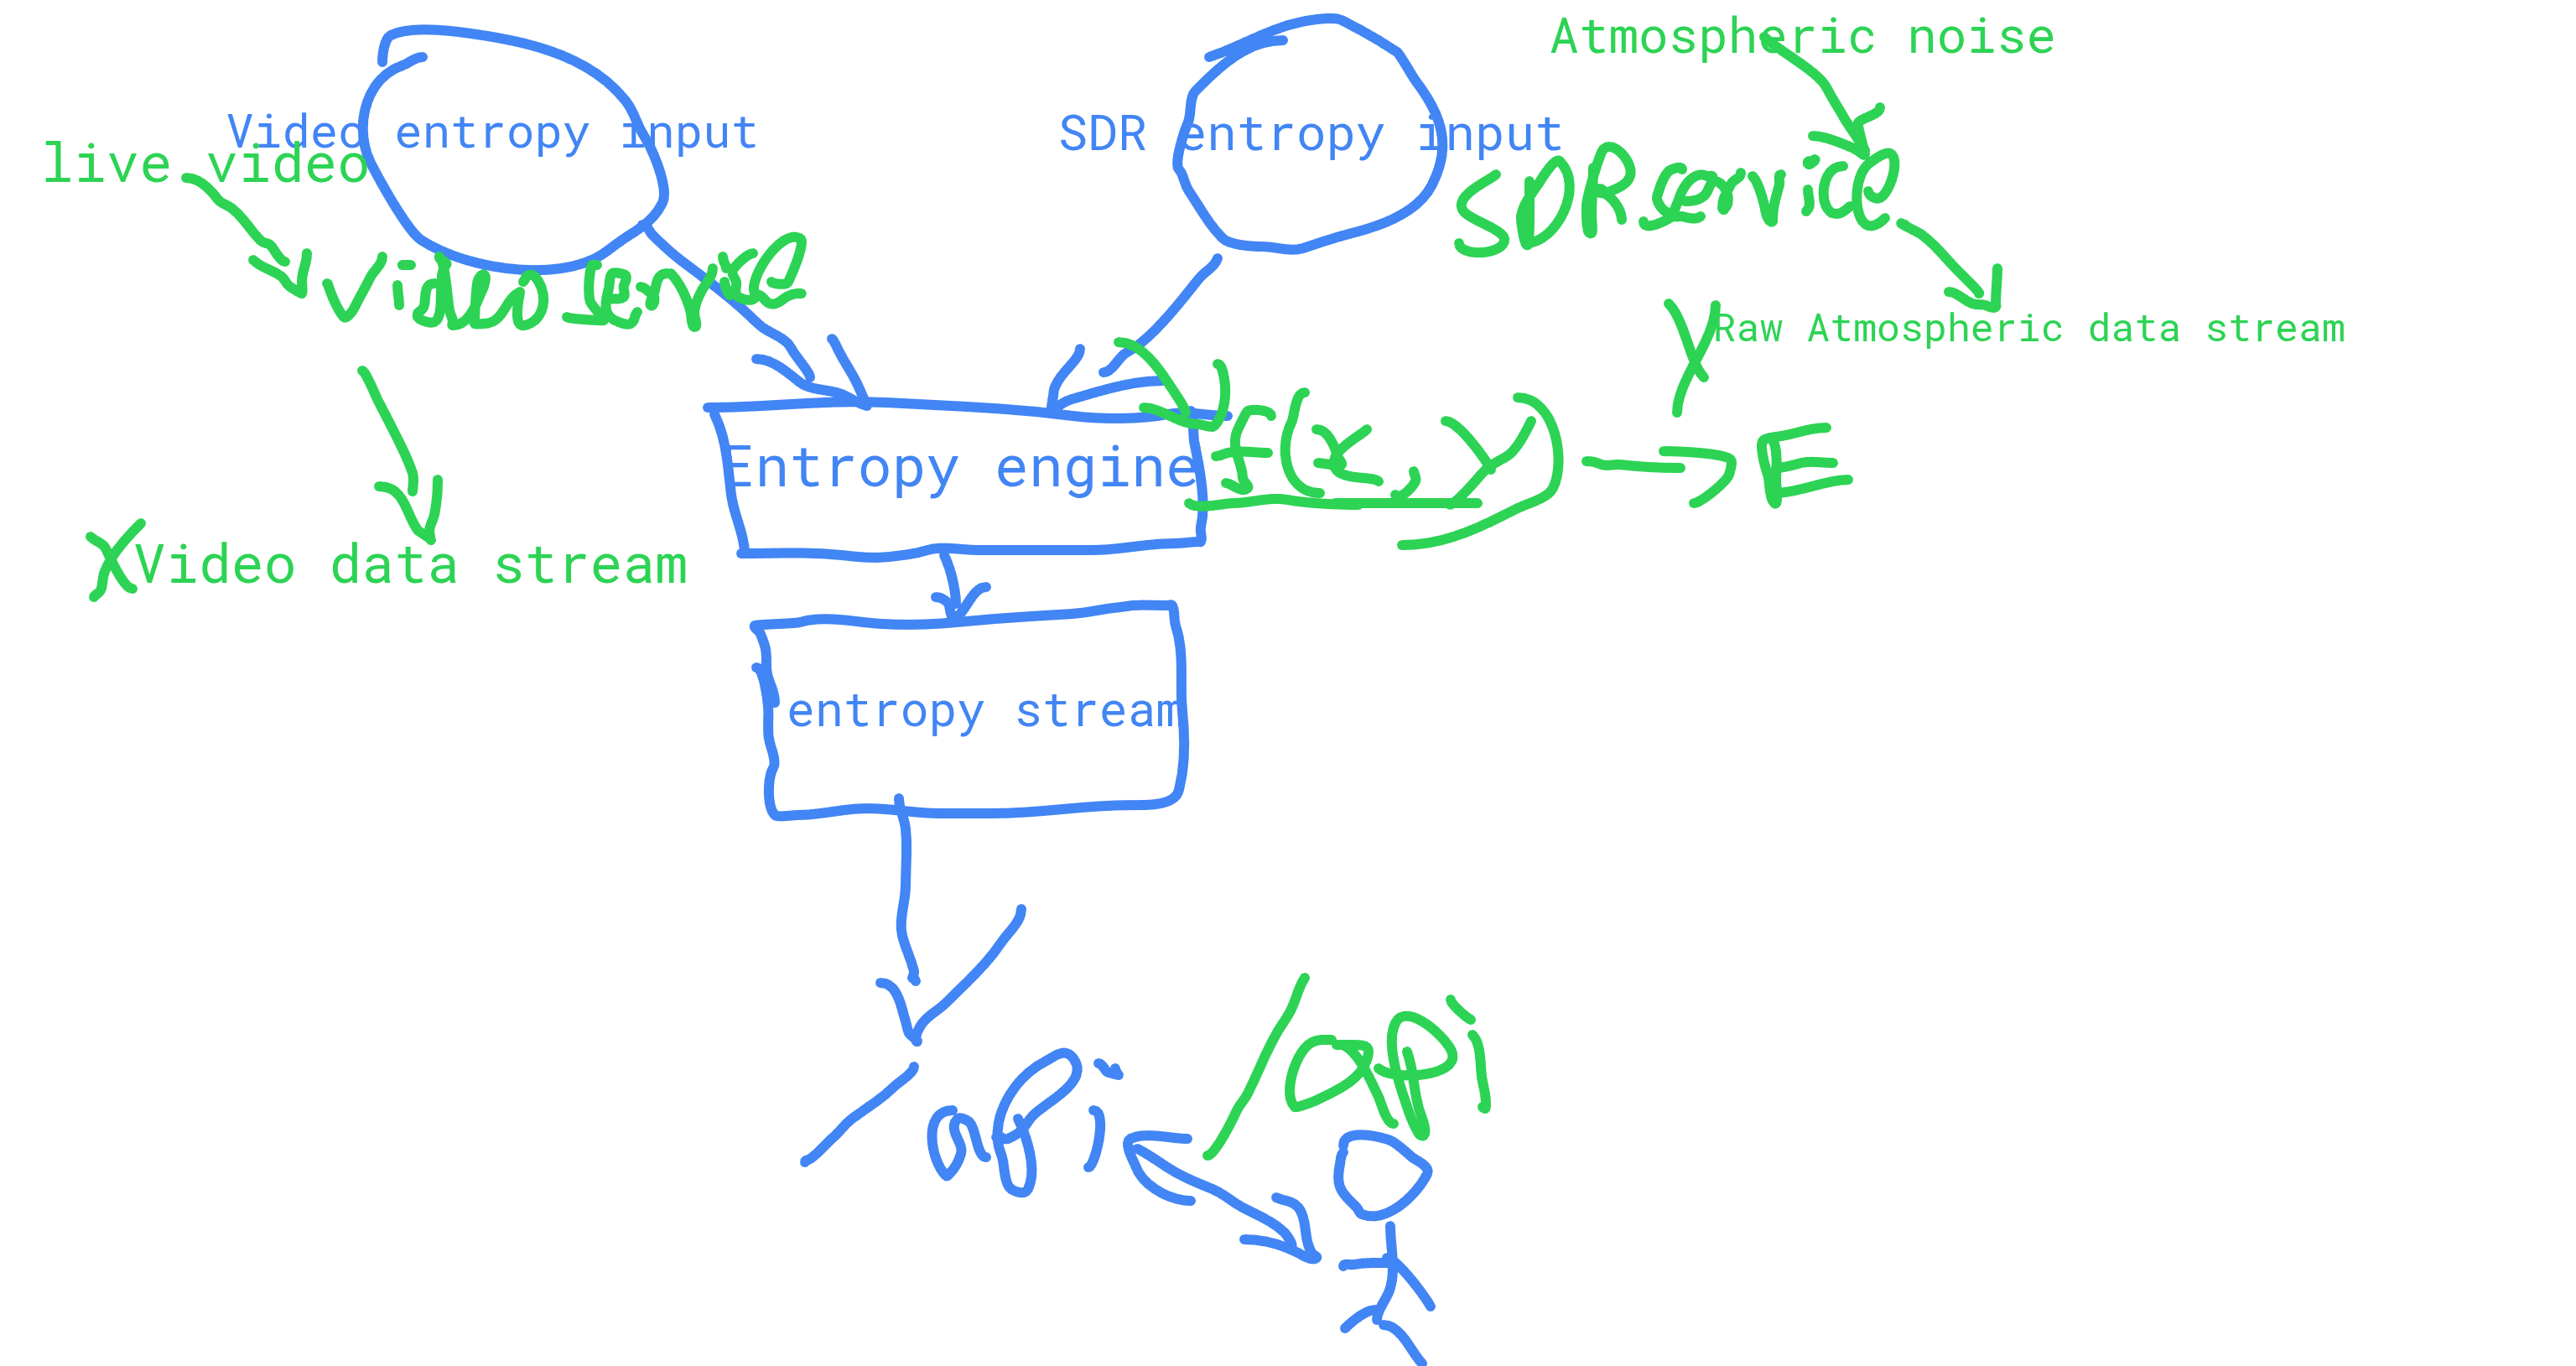 Atmospheric noise
Video entropy input
SDR entropy input
live video
SDR service
video service
Raw Atmospheric data stream
Y
Entropy engine
F(x, y) → E
X Video data stream
entropy stream
/api
/api